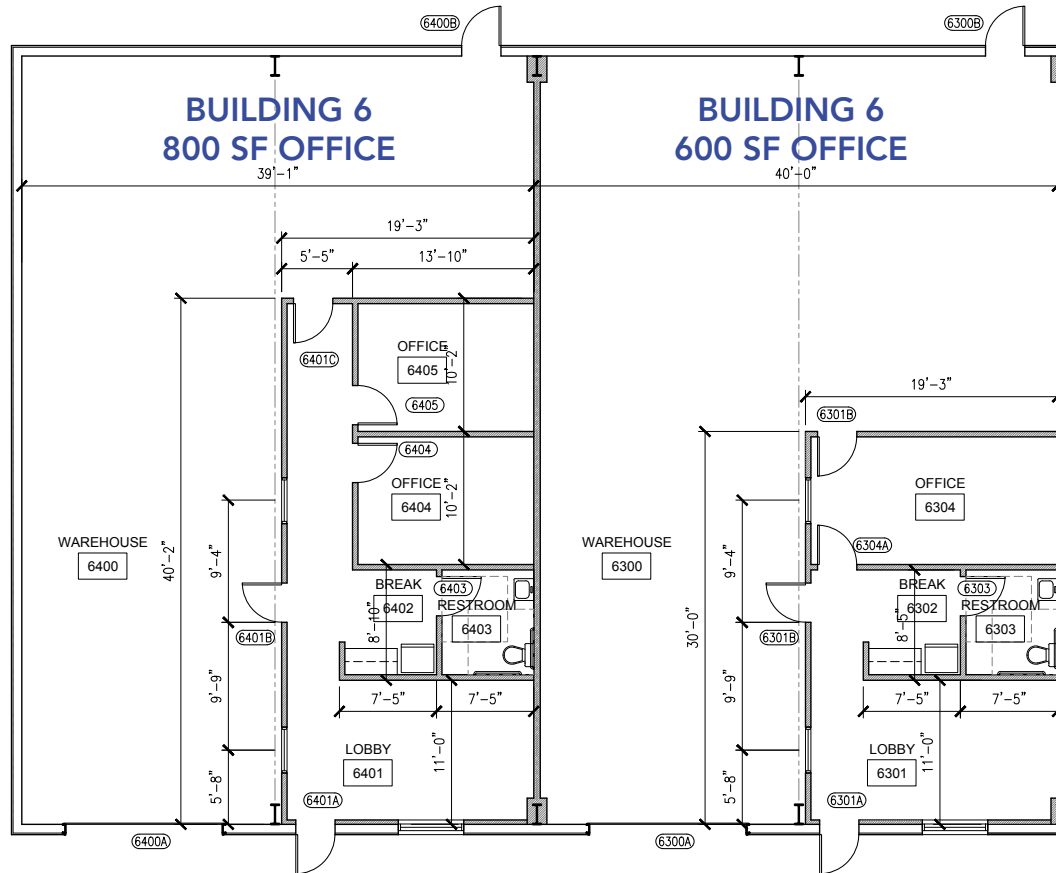 6400B
6300B
BUILDING 6
800 SF OFFICE
BUILDING 6
600 SF OFFICE
39'-1"
40'-0"
19'-3"
5'-5"
13'-10"
6401C
OFFICE
6405
10'-2"
6405
19'-3"
6301B
6404
OFFICE
6404
10'-2"
OFFICE
6304
WAREHOUSE
6400
40'-2"
9'-4"
WAREHOUSE
6300
30'-0"
9'-4"
6304A
BREAK
6402
8'-10"
6403
RESTROOM
6403
6401B
BREAK
6302
8'-5"
6303
RESTROOM
6303
6301B
9'-9"
7'-5"
7'-5"
9'-9"
7'-5"
7'-5"
LOBBY
6401
11'-0"
LOBBY
6301
11'-0"
5'-8"
6401A
5'-8"
6301A
6400A
6300A